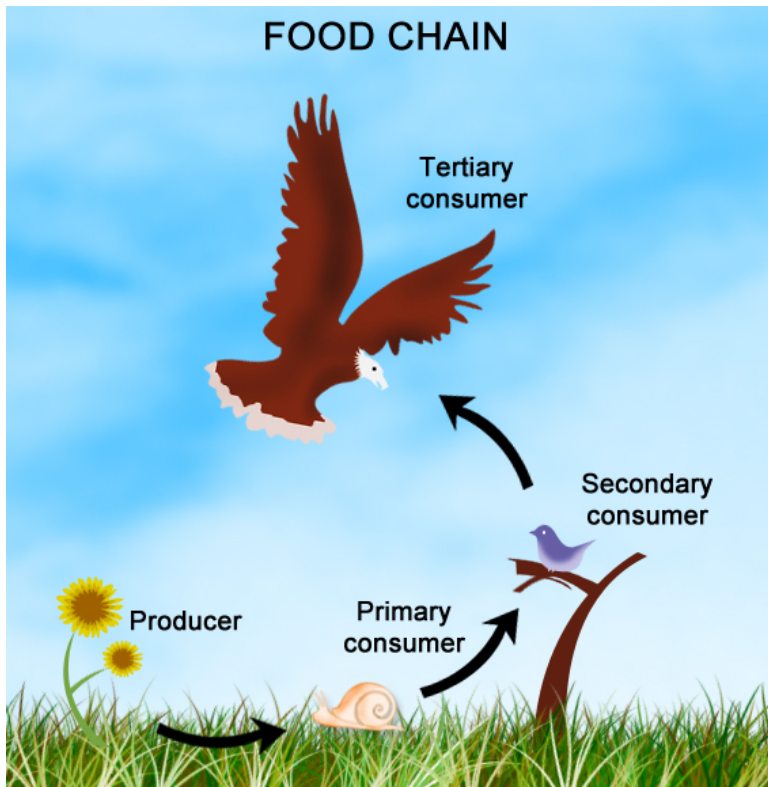 FOOD CHAIN
Tertiary
consumer
Secondary
consumer
Primary
consumer
Producer